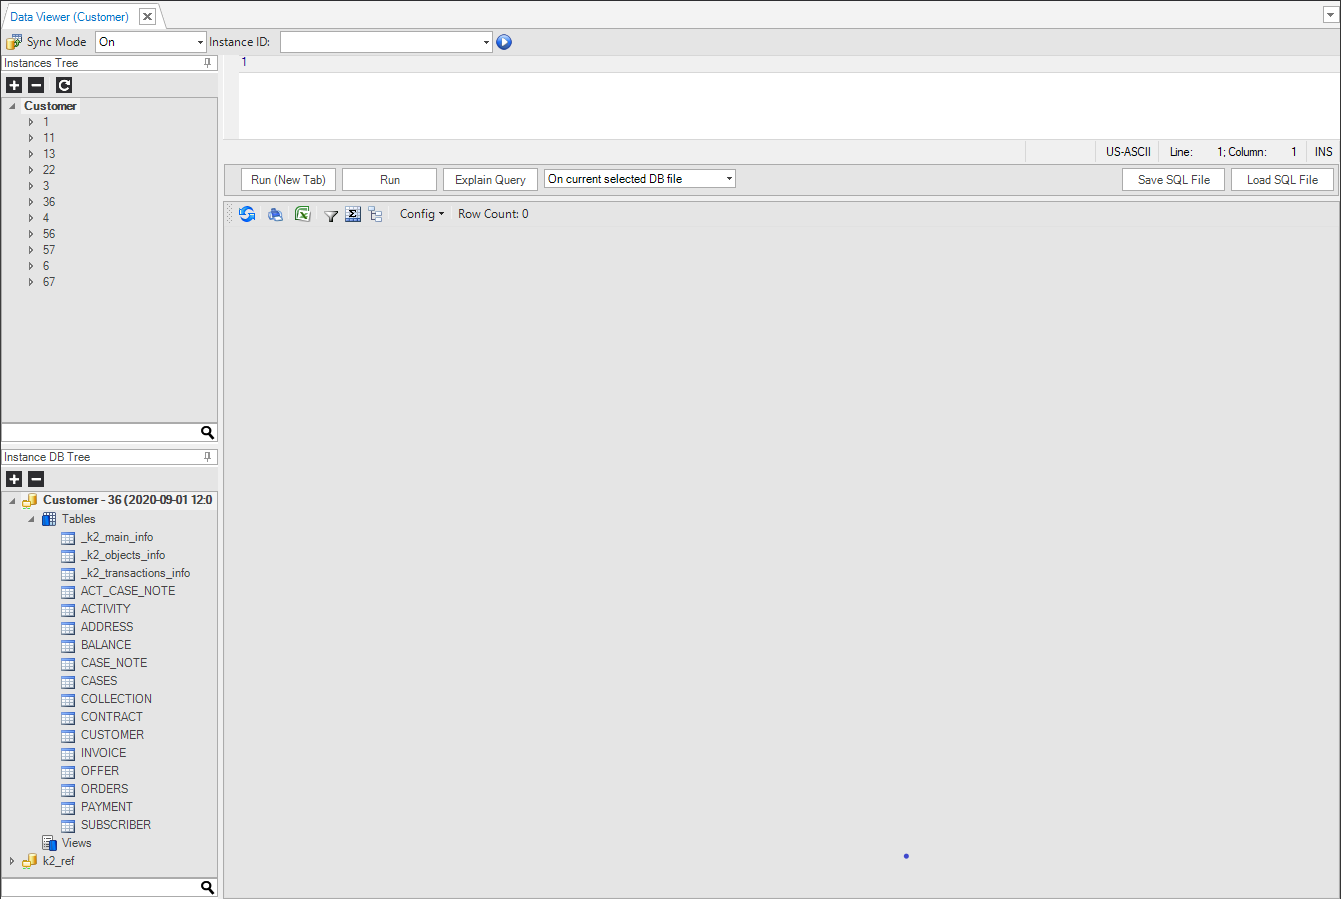 Data Viewer (Customer)
Sync Mode On Instance ID:
Instances Tree
Customer
1
11
13
22
3
36
4
56
57
6
67
1
US-ASCII Line: 1; Column: 1 INS
Run (New Tab) Run Explain Query On current selected DB file Save SQL File Load SQL File
Config Row Count: 0
Instance DB Tree
Customer - 36 (2020-09-01 12:0
Tables
_k2_main_info
_k2_objects_info
_k2_transactions_info
ACT_CASE_NOTE
ACTIVITY
ADDRESS
BALANCE
CASE_NOTE
CASES
COLLECTION
CONTRACT
CUSTOMER
INVOICE
OFFER
ORDERS
PAYMENT
SUBSCRIBER
Views
k2_ref